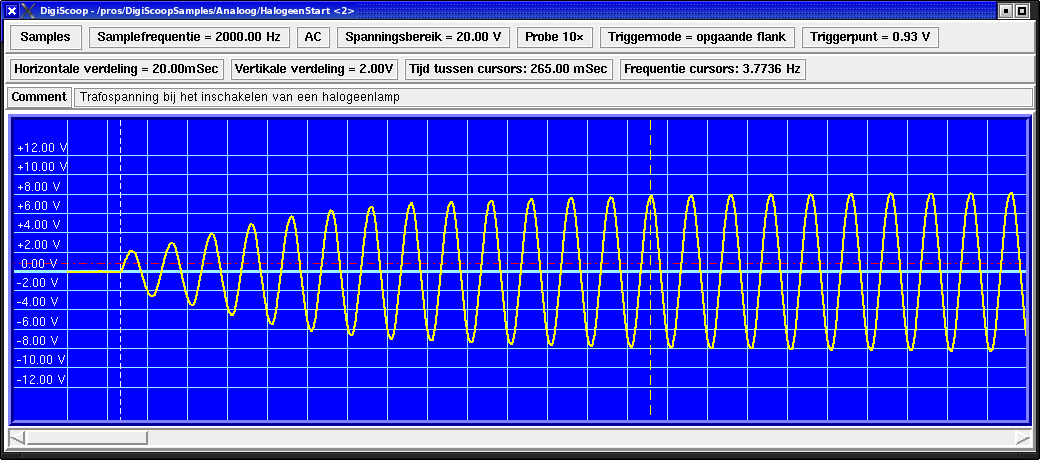 DigiScoop - /pros/DigiScoopSamples/Analoog/HalogeenStart <2>
Samples Samplefrequentie = 2000.00 Hz AC Spanningsbereik = 20.00 V Probe 10× Triggermode = opgaande flank Triggerpunt = 0.93 V
Horizontale verdeling = 20.00mSec Vertikale verdeling = 2.00V Tijd tussen cursors: 265.00 mSec Frequentie cursors: 3.7736 Hz
Comment Trafospanning bij het inschakelen van een halogeenlamp
+12.00 V
+10.00 V
+8.00 V
+6.00 V
+4.00 V
+2.00 V
0.00 V
-2.00 V
-4.00 V
-6.00 V
-8.00 V
-10.00 V
-12.00 V